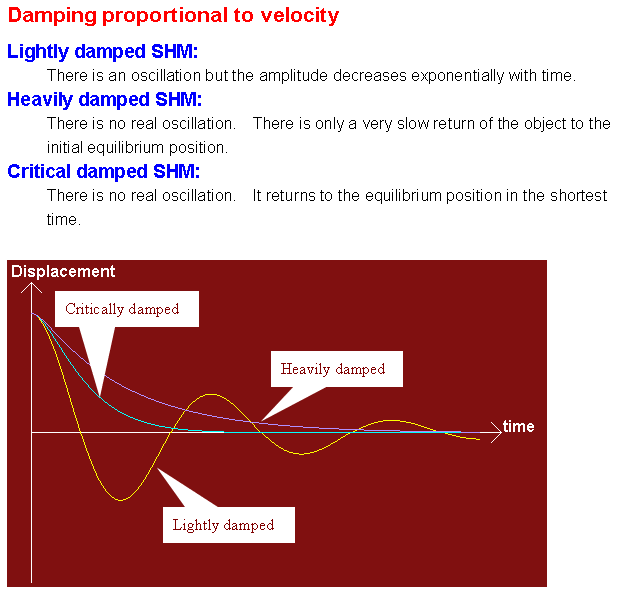 Damping proportional to velocity
Lightly damped SHM:
There is an oscillation but the amplitude decreases exponentially with time.
Heavily damped SHM:
There is no real oscillation. There is only a very slow return of the object to the
initial equilibrium position.
Critical damped SHM:
There is no real oscillation. It returns to the equilibrium position in the shortest
time.
Displacement
Critically damped
Heavily damped
time
Lightly damped